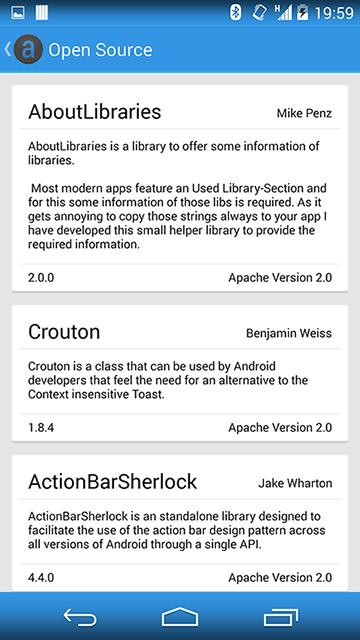 H 19:59
a Open Source
AboutLibraries Mike Penz
AboutLibraries is a library to offer some information of
libraries.
Most modern apps feature an Used Library-Section and
for this some information of those libs is required. As it
gets annoying to copy those strings always to your app I
have developed this small helper library to provide the
required information.
2.0.0 Apache Version 2.0
Crouton Benjamin Weiss
Crouton is a class that can be used by Android
developers that feel the need for an alternative to the
Context insensitive Toast.
1.8.4 Apache Version 2.0
ActionBarSherlock Jake Wharton
ActionBarSherlock is an standalone library designed to
facilitate the use of the action bar design pattern across
all versions of Android through a single API.
4.4.0 Apache Version 2.0